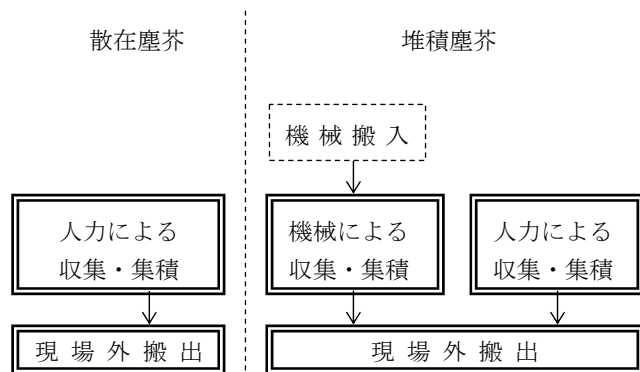 散在塵芥
堆積塵芥
機械搬入
人力による
収集・集積
機械による
収集・集積
人力による
収集・集積
現場外搬出
現場外搬出